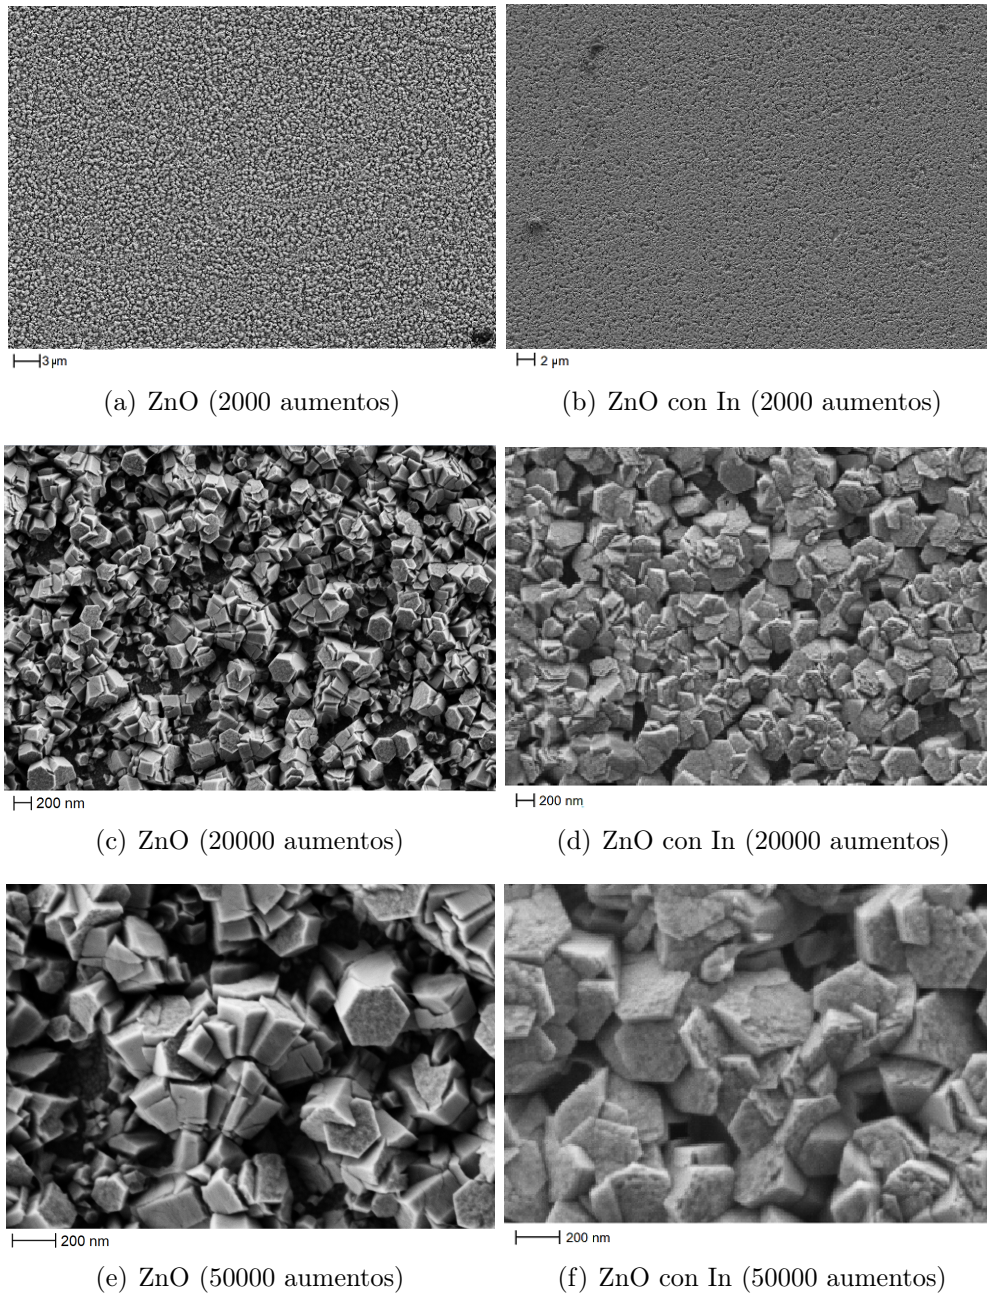 3 µm
2 µm
(a) ZnO (2000 aumentos)
(b) ZnO con In (2000 aumentos)
200 nm
200 nm
(c) ZnO (20000 aumentos)
(d) ZnO con In (20000 aumentos)
200 nm
200 nm
(e) ZnO (50000 aumentos)
(f) ZnO con In (50000 aumentos)